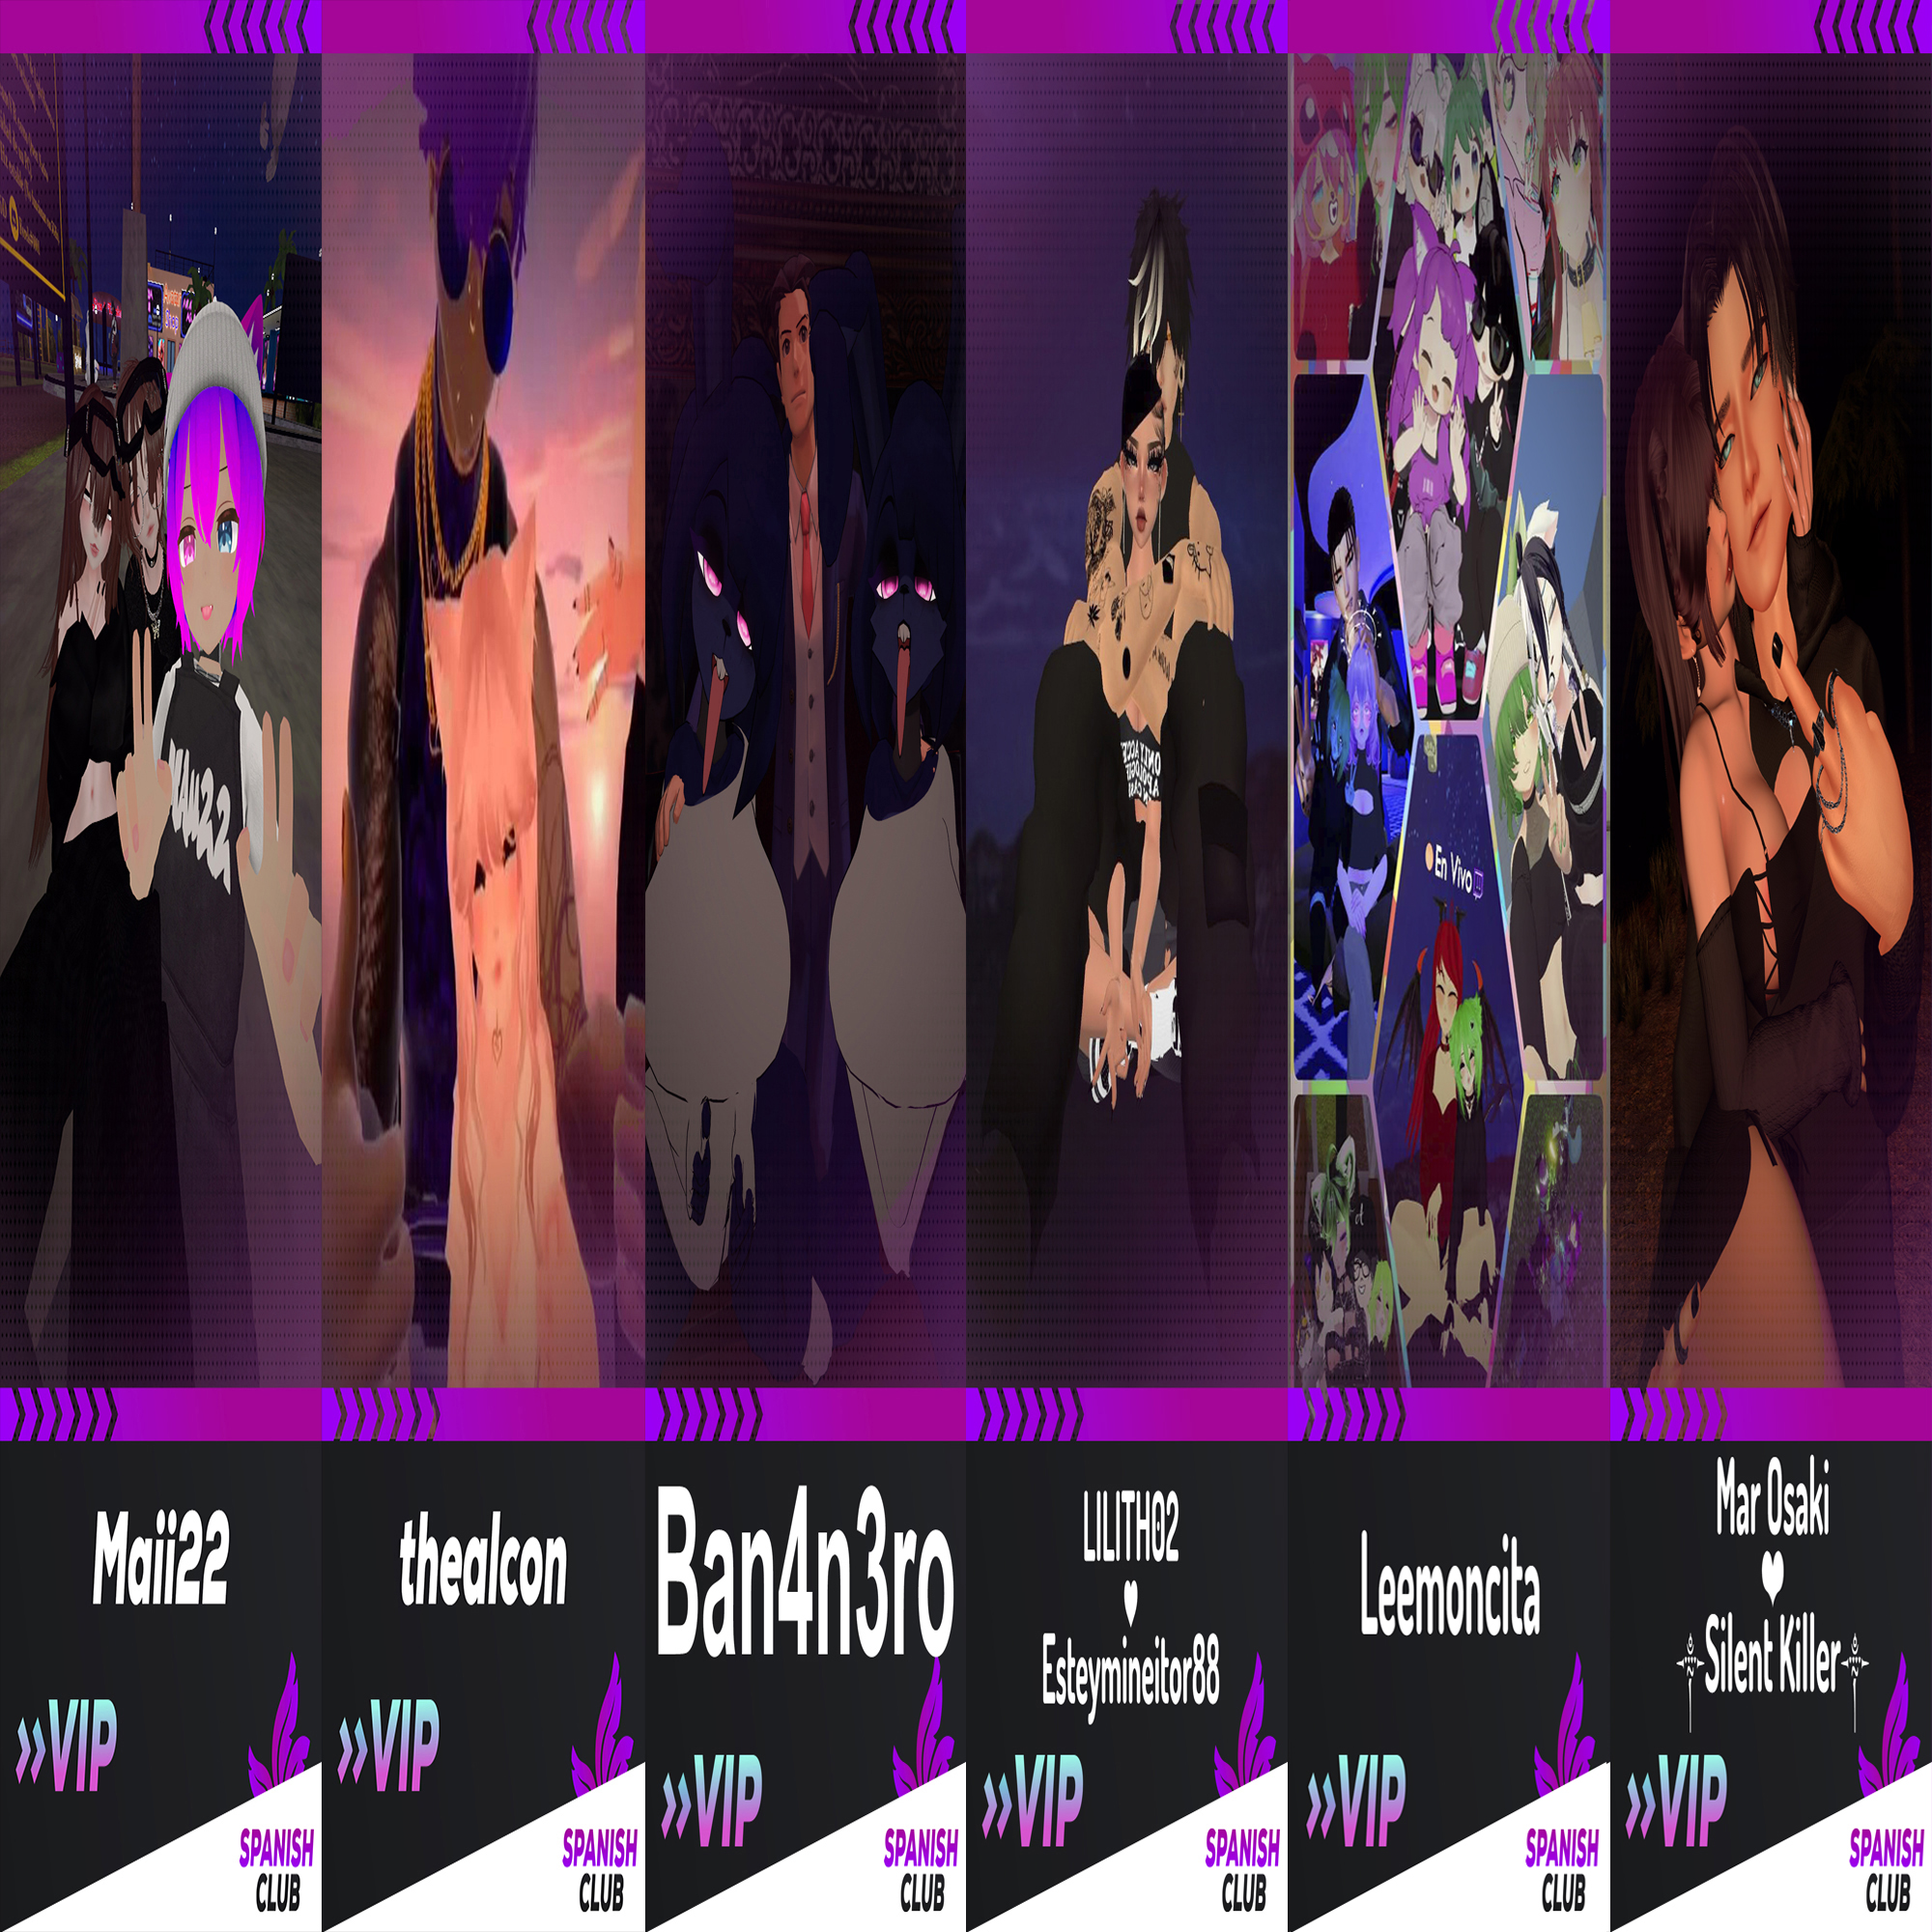 Maii22
VIP
SPANISH
CLUB
thealcon
VIP
SPANISH
CLUB
Ban4n3ro
VIP
SPANISH
CLUB
LILITH02
Esteymineitor88
VIP
SPANISH
CLUB
En Vivo
Leemoncita
VIP
SPANISH
CLUB
Mar Osaki
Silent Killer
VIP
SPANISH
CLUB